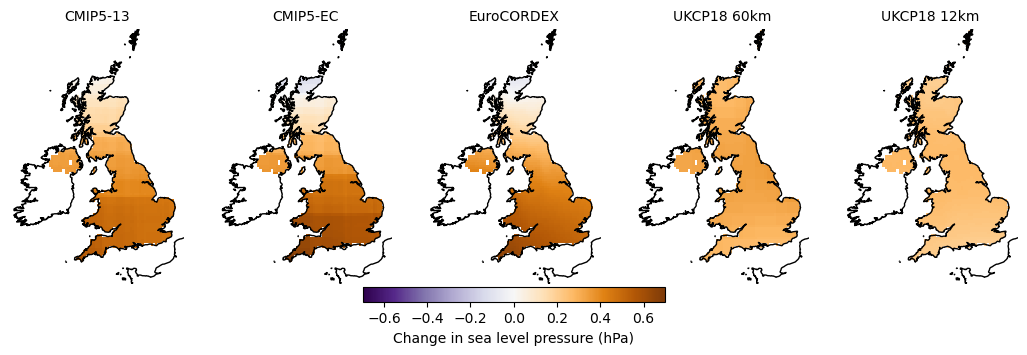 CMIP5-13 CMIP5-EC EuroCORDEX UKCP18 60km UKCP18 12km
−0.6 −0.4 −0.2 0.0 0.2 0.4 0.6
Change in sea level pressure (hPa)